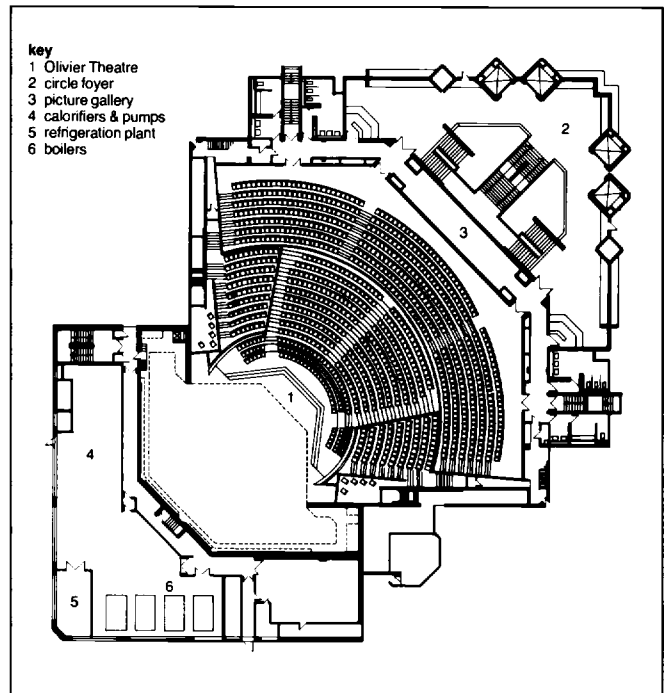 key
1 Olivier Theatre
2 circle foyer
3 picture gallery
4 calorifiers & pumps
5 refrigeration plant
6 boilers
2
3
1
4
6
5